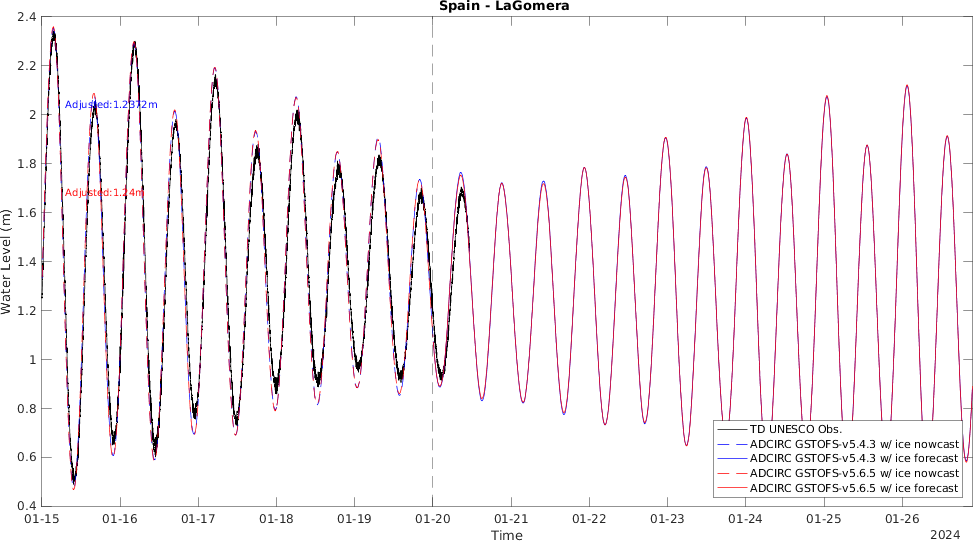 Spain - LaGomera
2.4
2.2
2
1.8
1.6
1.4
1.2
1
0.8
0.6
0.4
Water Level (m)
Adjusted:1.2372m
Adjusted:1.24m
TD UNESCO Obs.
ADCIRC GSTOFS-v5.4.3 w/ ice nowcast
ADCIRC GSTOFS-v5.4.3 w/ ice forecast
ADCIRC GSTOFS-v5.6.5 w/ ice nowcast
ADCIRC GSTOFS-v5.6.5 w/ ice forecast
01-15 01-16 01-17 01-18 01-19 01-20 01-21 01-22 01-23 01-24 01-25 01-26
Time
2024